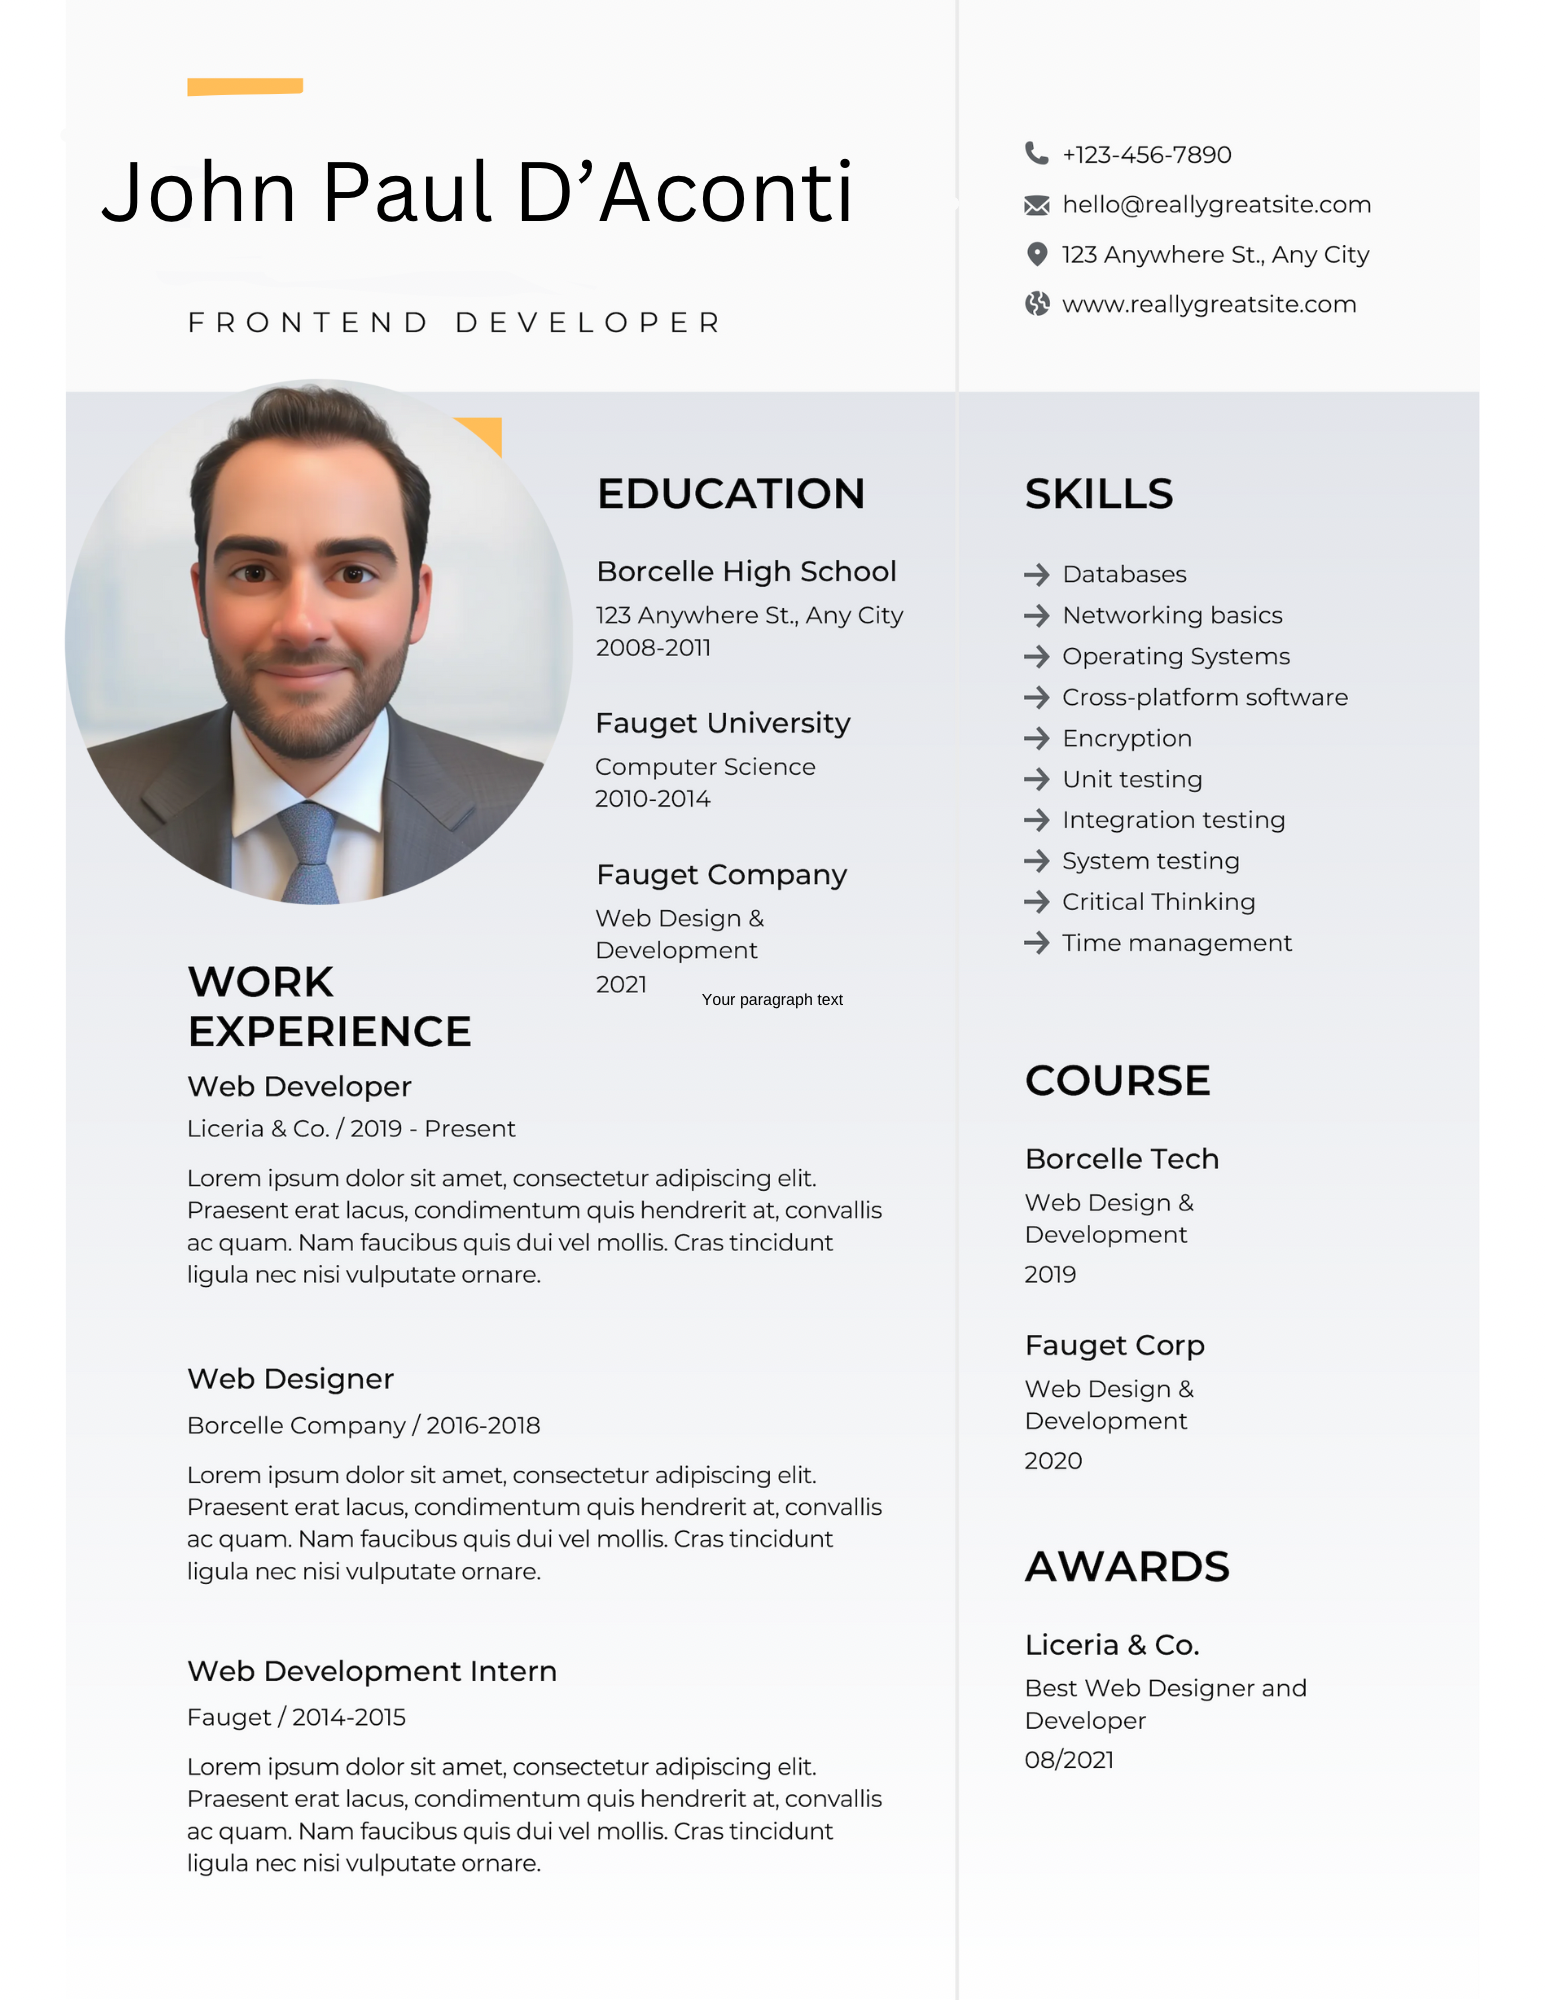 John Paul D’Aconti
FRONTEND DEVELOPER
+123-456-7890
hello@reallygreatsite.com
123 Anywhere St., Any City
www.reallygreatsite.com
EDUCATION
Borcelle High School
123 Anywhere St., Any City
2008-2011
Fauget University
Computer Science
2010-2014
Fauget Company
Web Design &
Development
2021
Your paragraph text
WORK
EXPERIENCE
Web Developer
Liceria & Co. / 2019 - Present
Lorem ipsum dolor sit amet, consectetur adipiscing elit.
Praesent erat lacus, condimentum quis hendrerit at, convallis
ac quam. Nam faucibus quis dui vel mollis. Cras tincidunt
ligula nec nisi vulputate ornare.
Web Designer
Borcelle Company / 2016-2018
Lorem ipsum dolor sit amet, consectetur adipiscing elit.
Praesent erat lacus, condimentum quis hendrerit at, convallis
ac quam. Nam faucibus quis dui vel mollis. Cras tincidunt
ligula nec nisi vulputate ornare.
Web Development Intern
Fauget / 2014-2015
Lorem ipsum dolor sit amet, consectetur adipiscing elit.
Praesent erat lacus, condimentum quis hendrerit at, convallis
ac quam. Nam faucibus quis dui vel mollis. Cras tincidunt
ligula nec nisi vulputate ornare.
SKILLS
Databases
Networking basics
Operating Systems
Cross-platform software
Encryption
Unit testing
Integration testing
System testing
Critical Thinking
Time management
COURSE
Borcelle Tech
Web Design &
Development
2019
Fauget Corp
Web Design &
Development
2020
AWARDS
Liceria & Co.
Best Web Designer and
Developer
08/2021